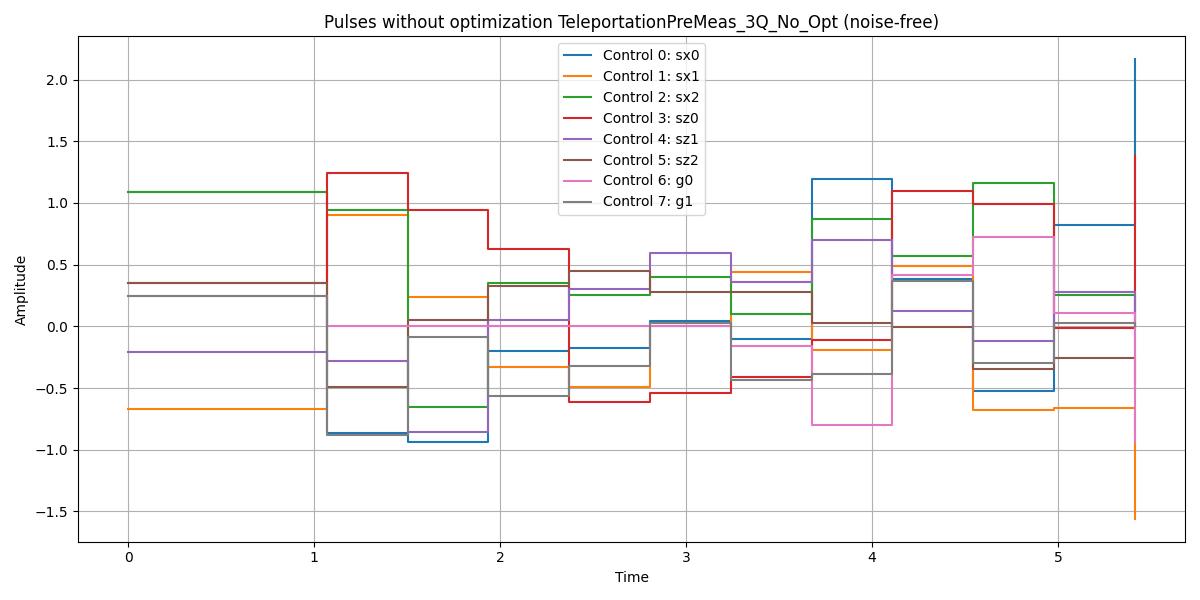 Pulses without optimization TeleportationPreMeas_3Q_No_Opt (noise-free)
Control 0: sx0
Control 1: sx1
Control 2: sx2
Control 3: sz0
Control 4: sz1
Control 5: sz2
Control 6: g0
Control 7: g1
Amplitude
2.0
1.5
1.0
0.5
0.0
−0.5
−1.0
−1.5
0 1 2 3 4 5
Time